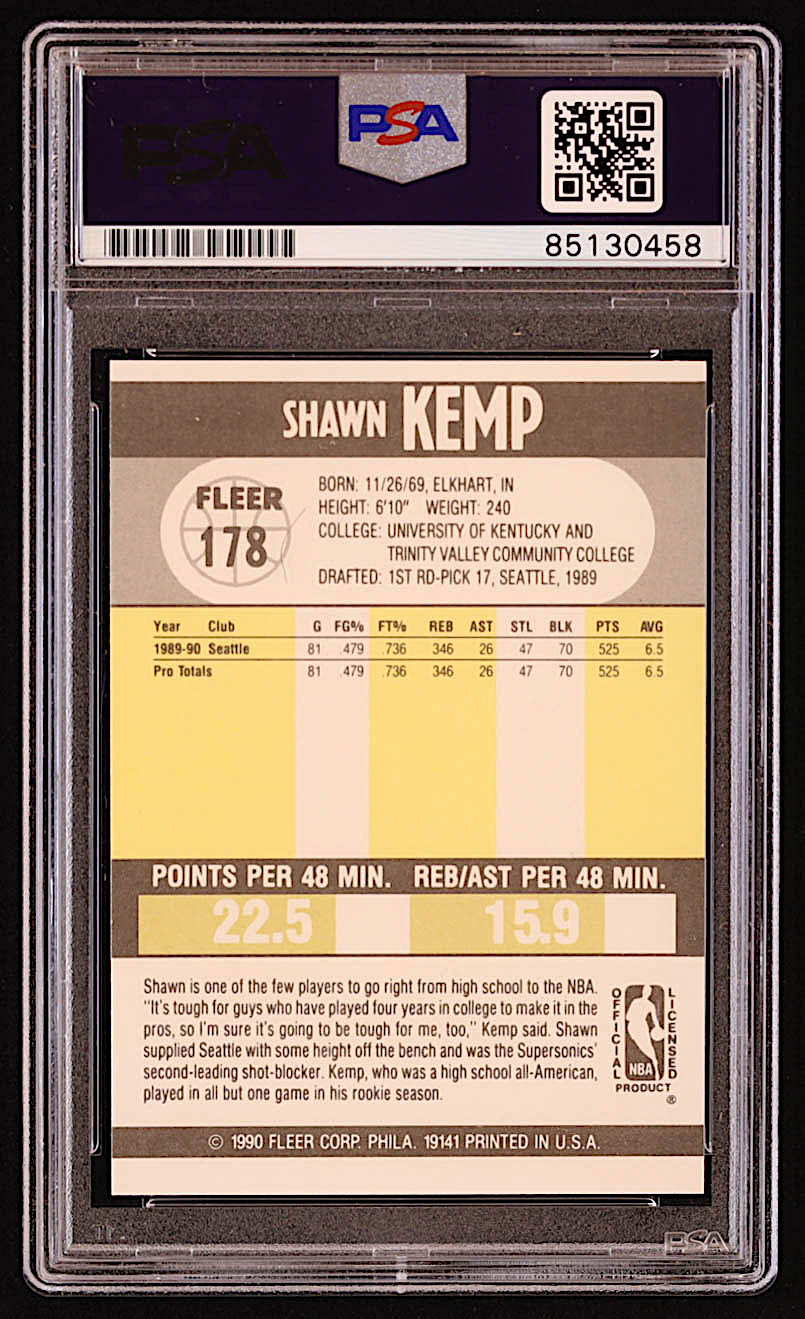 PSA
PSA
85130458
SHAWN KEMP
FLEER
178
BORN: 11/26/69, ELKHART, IN
HEIGHT: 6'10" WEIGHT: 240
COLLEGE: UNIVERSITY OF KENTUCKY AND
TRINITY VALLEY COMMUNITY COLLEGE
DRAFTED: 1ST RD-PICK 17, SEATTLE, 1989
Year Club G FG% FT% REB AST STL BLK PTS AVG
1989-90 Seattle 81 .479 .736 346 26 47 70 525 6.5
Pro Totals 81 .479 .736 346 26 47 70 525 6.5
POINTS PER 48 MIN. REB/AST PER 48 MIN.
22.5 15.9
Shawn is one of the few players to go right from high school to the NBA.
"It's tough for guys who have played four years in college to make it in the
pros, so I'm sure it's going to be tough for me, too," Kemp said. Shawn
supplied Seattle with some height off the bench and was the Supersonics'
second-leading shot-blocker. Kemp, who was a high school all-American,
played in all but one game in his rookie season.
OFFICIAL
LICENSED
NBA
PRODUCT
®
© 1990 FLEER CORP. PHILA. 19141 PRINTED IN U.S.A.
PSA